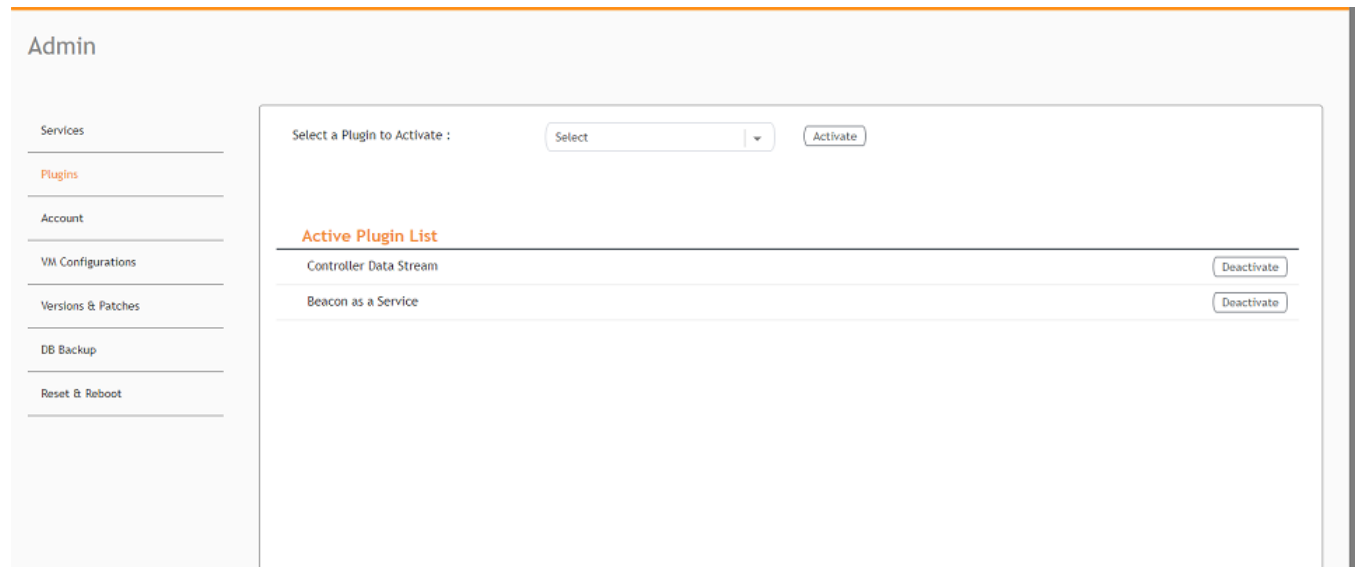 Admin
Services
Plugins
Account
VM Configurations
Versions & Patches
DB Backup
Reset & Reboot
Select a Plugin to Activate :
Select
Activate
Active Plugin List
Controller Data Stream
Deactivate
Beacon as a Service
Deactivate